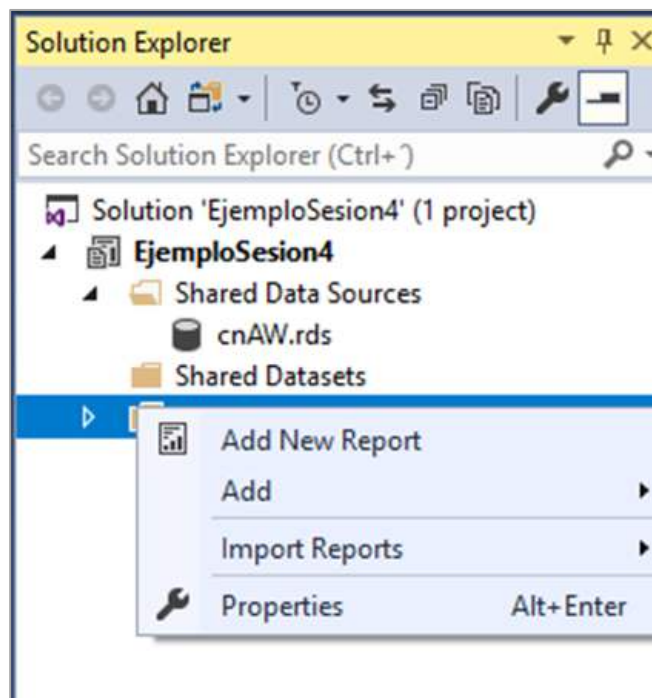 Solution Explorer
Search Solution Explorer (Ctrl+´)
Solution 'EjemploSesion4' (1 project)
EjemploSesion4
Shared Data Sources
cnAW.rds
Shared Datasets
Add New Report
Add
Import Reports
Properties Alt+Enter